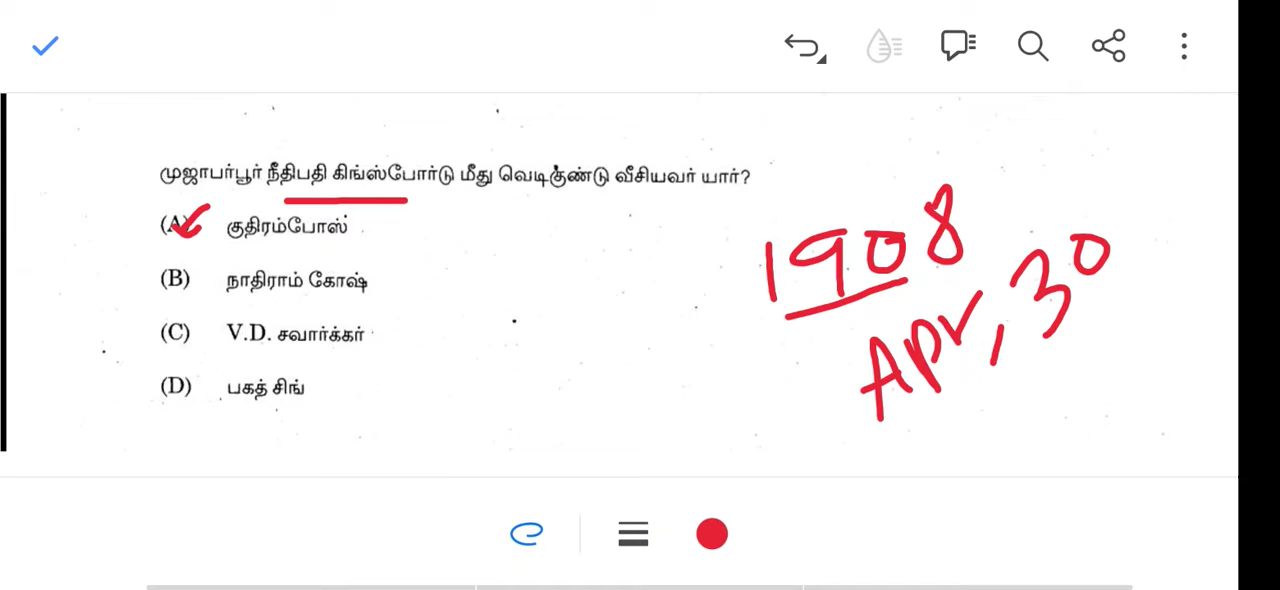 முஜாபர்பூர் நீதிபதி கிங்ஸ்போர்டு மீது வெடிகுண்டு வீசியவர் யார்?
(A) குதிரம்போஸ்
(B) நாதிராம் கோஷ்
(C) V.D. சவார்க்கர்
(D) பகத் சிங்
1908
Apr, 30